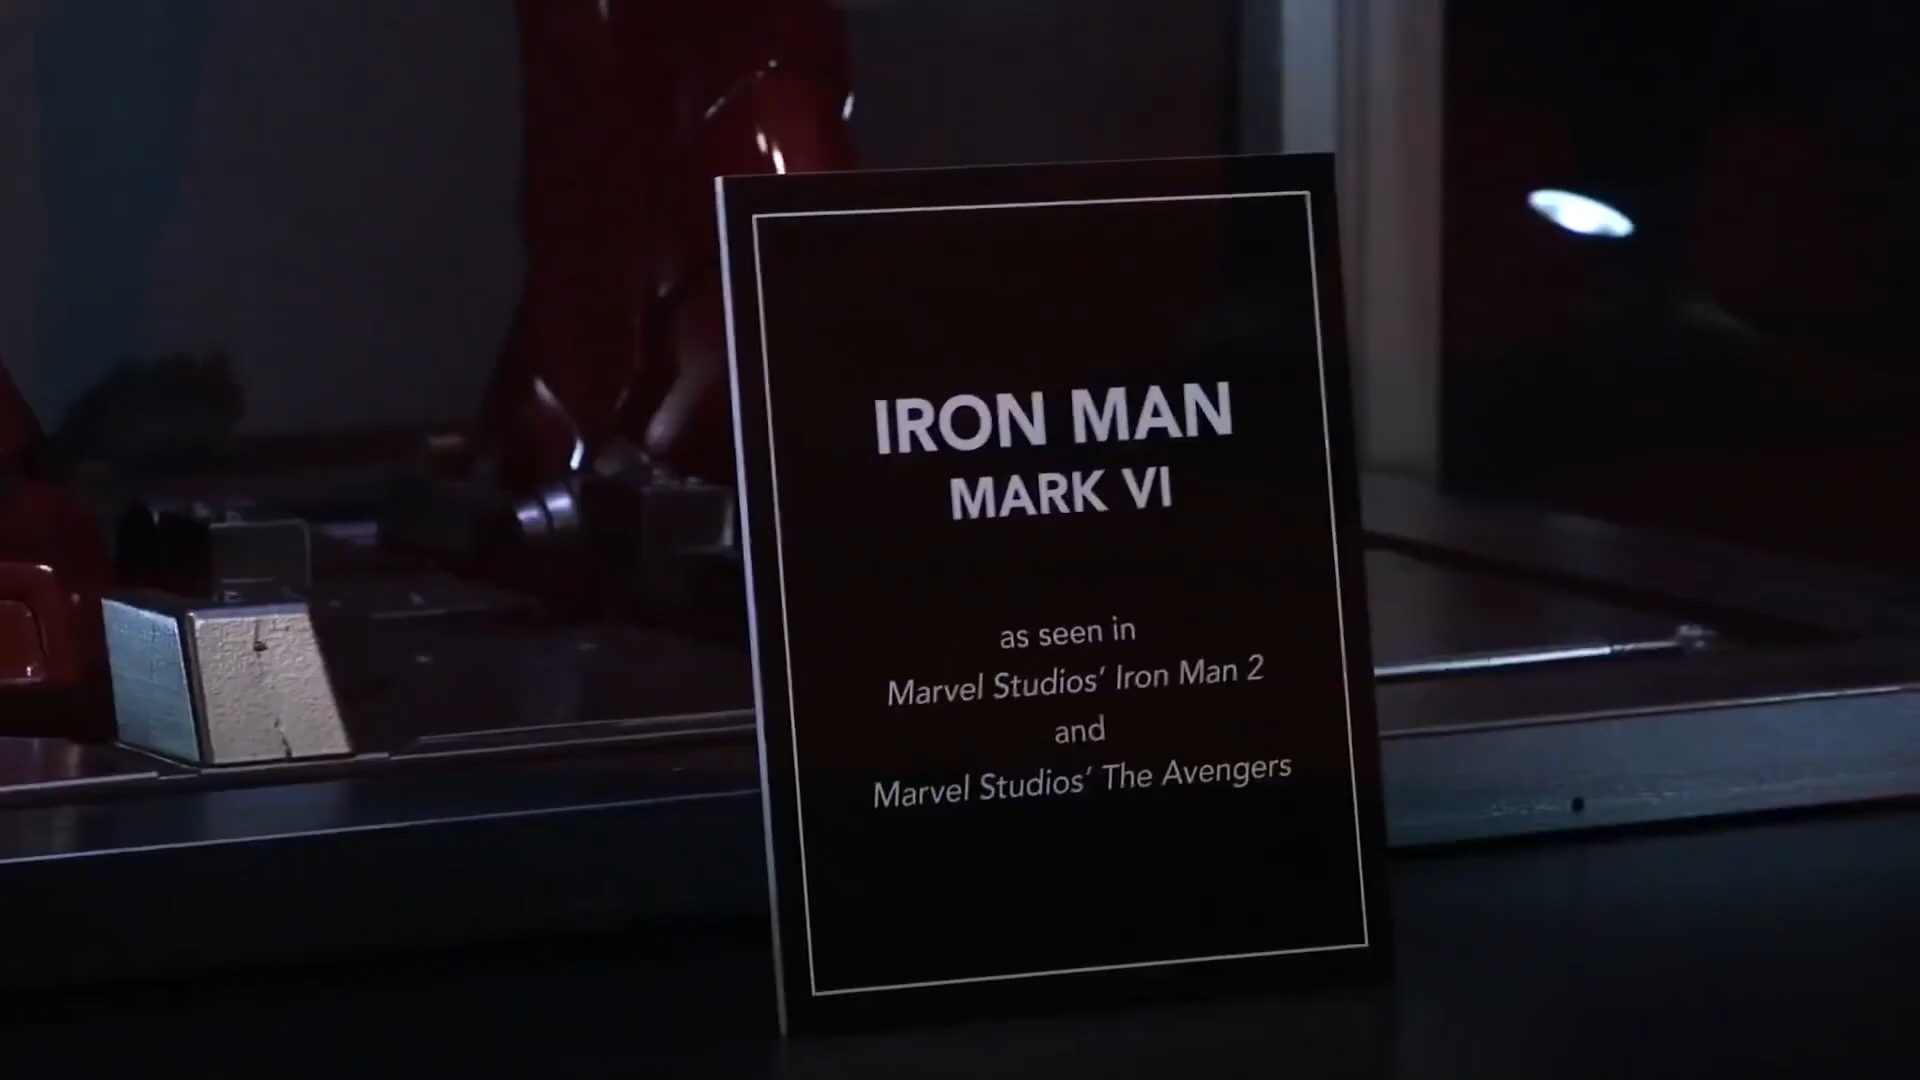 IRON MAN
MARK VI
as seen in
Marvel Studios' Iron Man 2
and
Marvel Studios' The Avengers